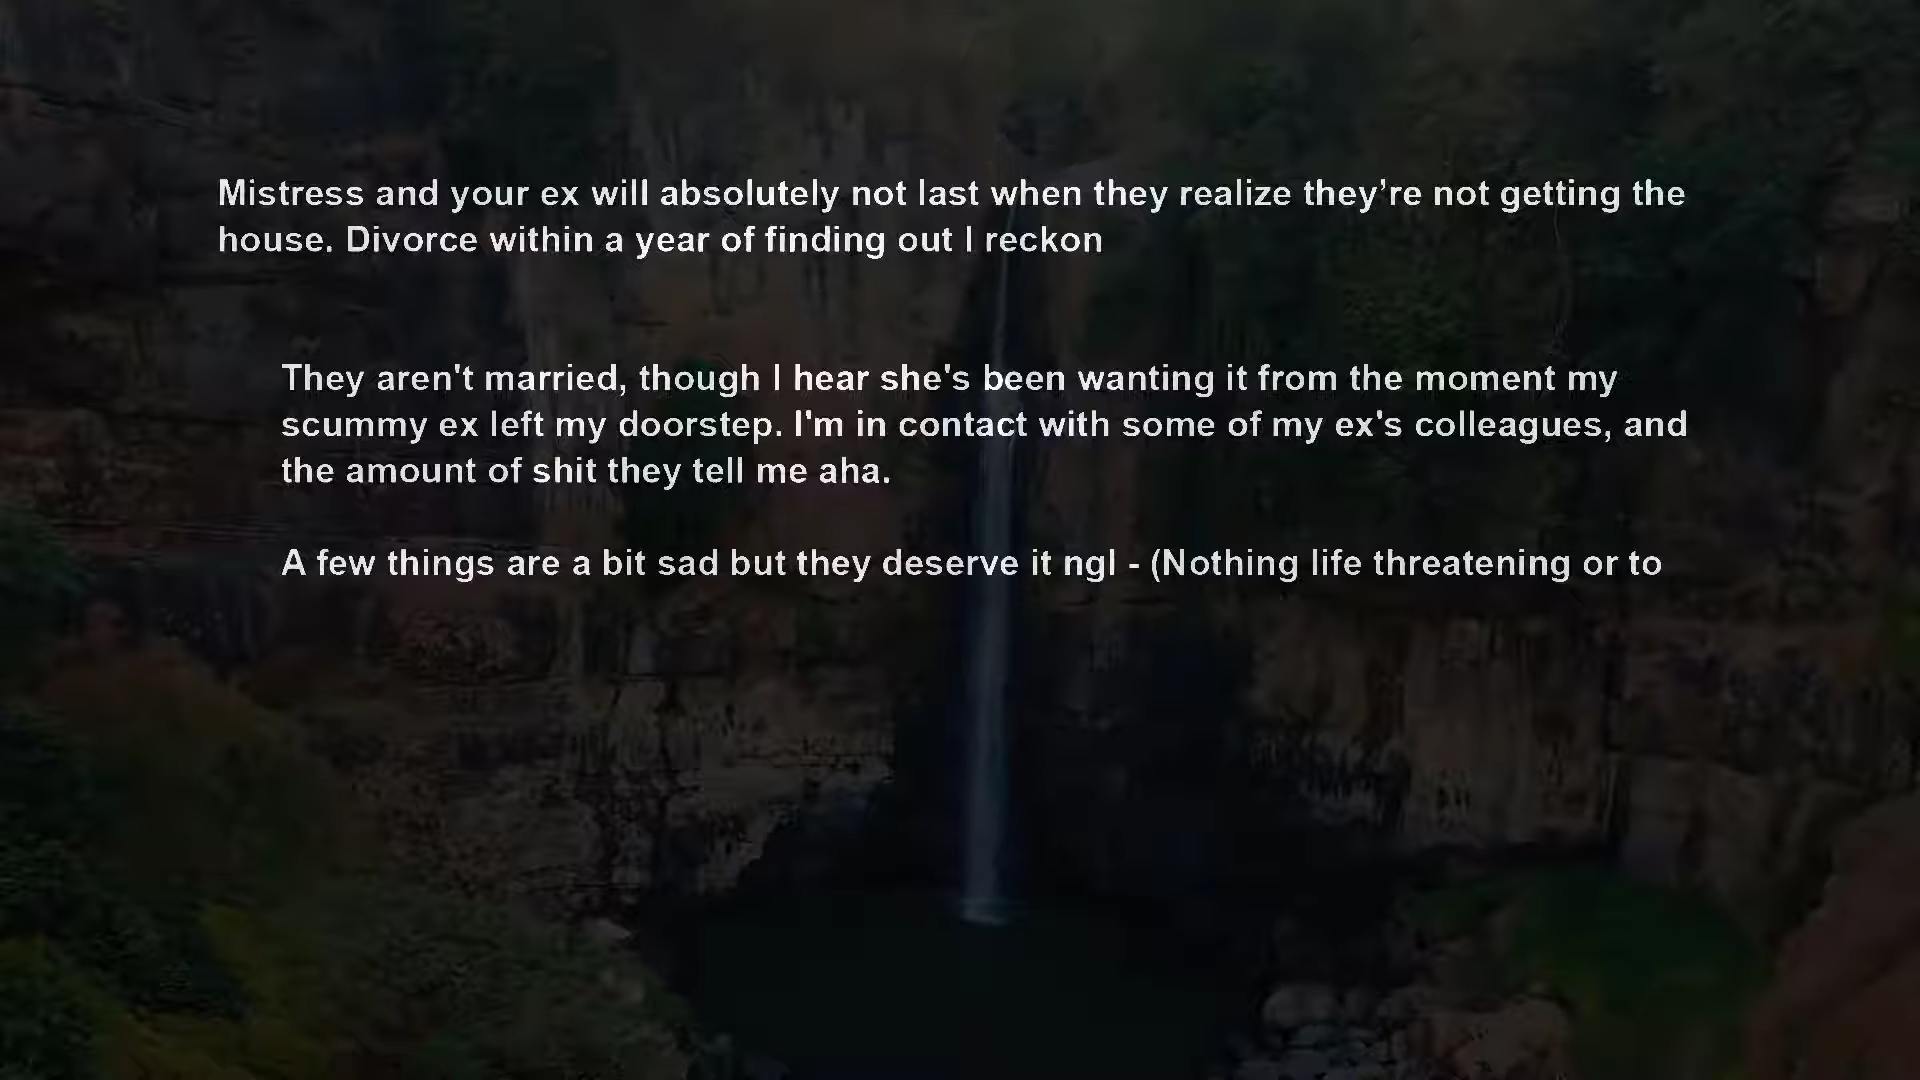 Mistress and your ex will absolutely not last when they realize they’re not getting the
house. Divorce within a year of finding out I reckon
They aren't married, though I hear she's been wanting it from the moment my
scummy ex left my doorstep. I'm in contact with some of my ex's colleagues, and
the amount of shit they tell me aha.
A few things are a bit sad but they deserve it ngl - (Nothing life threatening or to